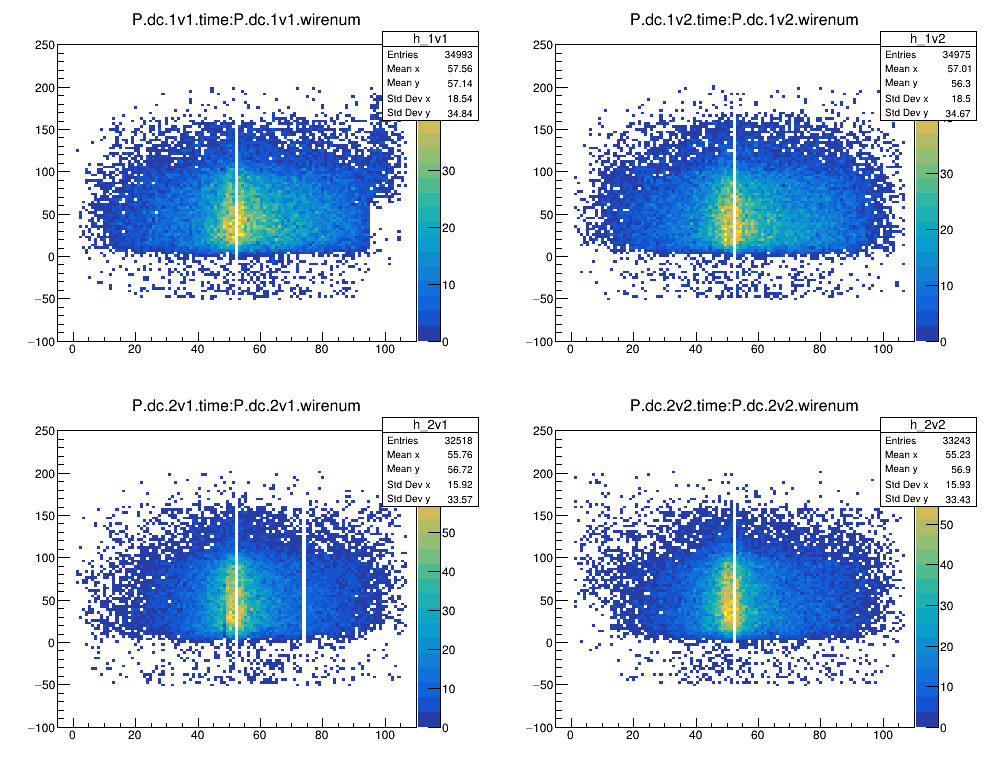 P.dc.1v1.time:P.dc.1v1.wirenum
h_1v1
Entries 34993
Mean x 57.56
Mean y 57.14
Std Dev x 18.54
Std Dev y 34.84
250
200
150
100
50
0
−50
−100
0 20 40 60 80 100
30
20
10
0
P.dc.1v2.time:P.dc.1v2.wirenum
h_1v2
Entries 34975
Mean x 57.01
Mean y 56.3
Std Dev x 18.5
Std Dev y 34.67
250
200
150
100
50
0
−50
−100
0 20 40 60 80 100
30
20
10
0
P.dc.2v1.time:P.dc.2v1.wirenum
h_2v1
Entries 32518
Mean x 55.76
Mean y 56.72
Std Dev x 15.92
Std Dev y 33.57
250
200
150
100
50
0
−50
−100
0 20 40 60 80 100
50
40
30
20
10
0
P.dc.2v2.time:P.dc.2v2.wirenum
h_2v2
Entries 33243
Mean x 55.23
Mean y 56.9
Std Dev x 15.93
Std Dev y 33.43
250
200
150
100
50
0
−50
−100
0 20 40 60 80 100
50
40
30
20
10
0